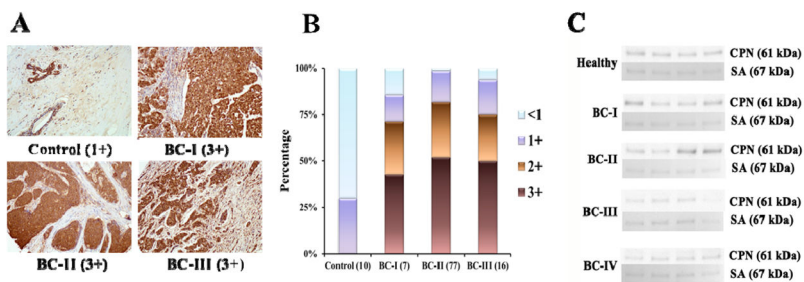 A
Control (1+)
BC-I (3+)
BC-II (3+)
BC-III (3+)
B
Percentage
100%
75%
50%
25%
0%
Control (10)
BC-I (7)
BC-II (77)
BC-III (16)
<1
1+
2+
3+
C
Healthy
CPN (61 kDa)
SA (67 kDa)
BC-I
CPN (61 kDa)
SA (67 kDa)
BC-II
CPN (61 kDa)
SA (67 kDa)
BC-III
CPN (61 kDa)
SA (67 kDa)
BC-IV
CPN (61 kDa)
SA (67 kDa)